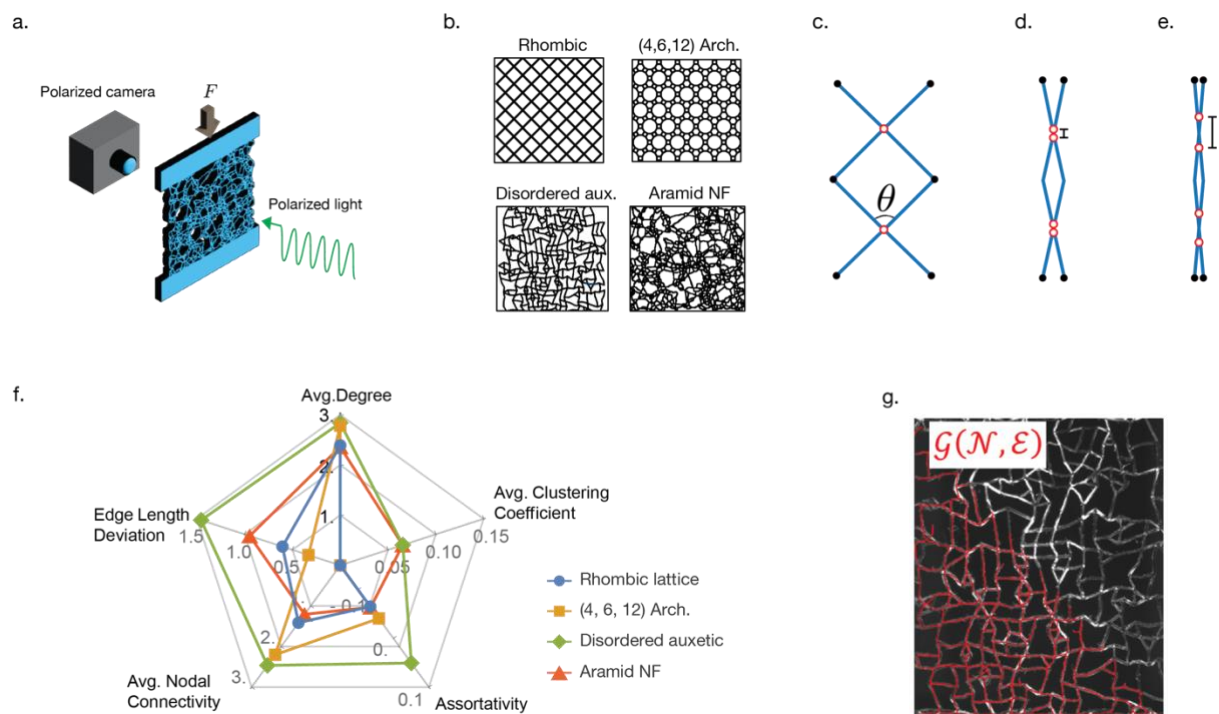 a.
b.
c.
d.
e.
Rhombic
(4,6,12) Arch.
Polarized camera
F
Polarized light
Disordered aux.
Aramid NF
θ
f.
g.
Avg.Degree
3.
2.
1.
Avg. Clustering
Coefficient
0.05
0.10
0.15
Edge Length
Deviation
1.5
1.0
0.5
-0.1
0.
0.1
Assortativity
2.
3.
Avg. Nodal
Connectivity
Rhombic lattice
(4, 6, 12) Arch.
Disordered auxetic
Aramid NF
G(N, E)